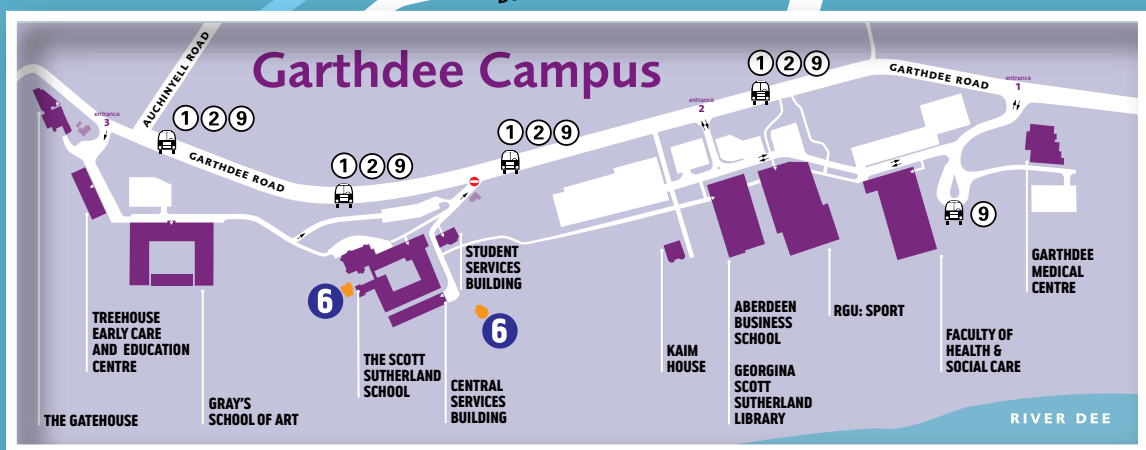 Garthdee Campus
AUCHINYELL ROAD
1 2 9
GARTHDEE ROAD
entrance
1
entrance
2
1 2 9
entrance
3
1 2 9
1 2 9
GARTHDEE ROAD
9
6
6
STUDENT
SERVICES
BUILDING
GARTHDEE
MEDICAL
CENTRE
TREEHOUSE
EARLY CARE
AND EDUCATION
CENTRE
ABERDEEN
BUSINESS
SCHOOL
RGU: SPORT
FACULTY OF
HEALTH &
SOCIAL CARE
THE SCOTT
SUTHERLAND
SCHOOL
KAIM
HOUSE
GEORGINA
SCOTT
SUTHERLAND
LIBRARY
CENTRAL
SERVICES
BUILDING
GRAY'S
SCHOOL OF ART
THE GATEHOUSE
RIVER DEE